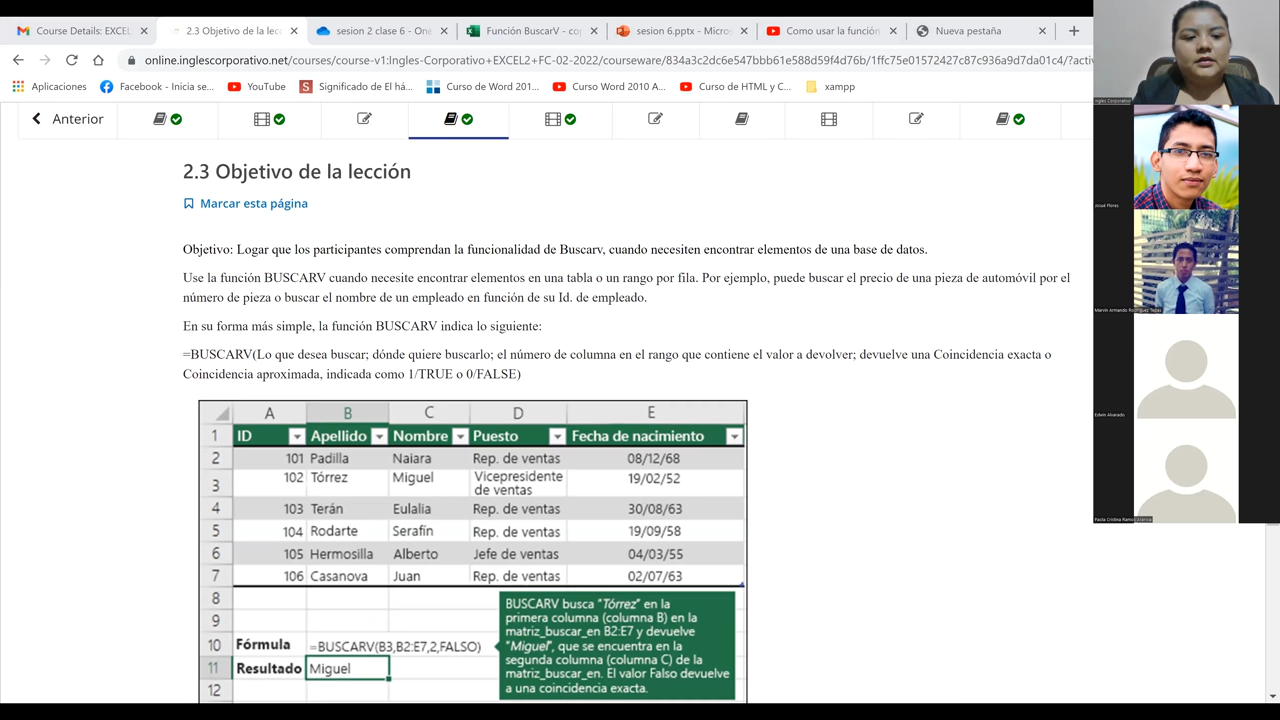 Course Details: EXCEL
2.3 Objetivo de la lecc
sesion 2 clase 6 - One
Función BuscarV - cop
sesion 6.pptx - Micros
Como usar la función
Nueva pestaña
online.inglescorporativo.net/courses/course-v1:Ingles-Corporativo+EXCEL2+FC-02-2022/courseware/834a3c2dc6e547bbb61e588d59f4d76b/1ffc75e01572427c87c936a9d7da01c4/?activ
Aplicaciones
Facebook - Inicia se...
YouTube
Significado de El há...
Curso de Word 201...
Curso Word 2010 A...
Curso de HTML y C...
xampp
Anterior
2.3 Objetivo de la lección
Marcar esta página
Objetivo: Logar que los participantes comprendan la funcionalidad de Buscarv, cuando necesiten encontrar elementos de una base de datos.
Use la función BUSCARV cuando necesite encontrar elementos en una tabla o un rango por fila. Por ejemplo, puede buscar el precio de una pieza de automóvil por el
número de pieza o buscar el nombre de un empleado en función de su Id. de empleado.
En su forma más simple, la función BUSCARV indica lo siguiente:
=BUSCARV(Lo que desea buscar; dónde quiere buscarlo; el número de columna en el rango que contiene el valor a devolver; devuelve una Coincidencia exacta o
Coincidencia aproximada, indicada como 1/TRUE o 0/FALSE)
A B C D E
1 ID Apellido Nombre Puesto Fecha de nacimiento
2 101 Padilla Naiara Rep. de ventas 08/12/68
3 102 Tórrez Miguel Vicepresidente de ventas 19/02/52
4 103 Terán Eulalia Rep. de ventas 30/08/63
5 104 Rodarte Serafín Rep. de ventas 19/09/58
6 105 Hermosilla Alberto Jefe de ventas 04/03/55
7 106 Casanova Juan Rep. de ventas 02/07/63
8
9
10 Fórmula =BUSCARV(B3,B2:E7,2,FALSO)
11 Resultado Miguel
12
BUSCARV busca "Tórrez" en la
primera columna (columna B) en la
matriz_buscar_en B2:E7 y devuelve
"Miguel", que se encuentra en la
segunda columna (columna C) de la
matriz_buscar_en. El valor Falso devuelve
a una coincidencia exacta.
Ingles Corporativo
Josué Flores
Marvin Armando Rodríguez Tejas
Edwin Alvarado
Paola Cristina Ramos